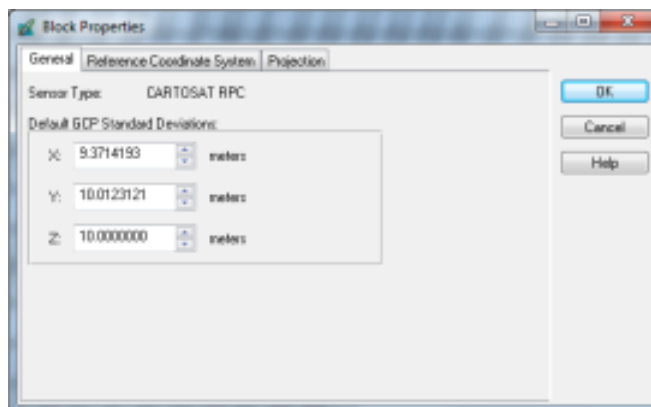 Block Properties
General Reference Coordinate System Projection
Sensor Type: CARTOSAT RPC
OK
Default GCP Standard Deviations:
Cancel
X: 9.3714193 meters
Help
Y: 10.0123121 meters
Z: 10.0000000 meters